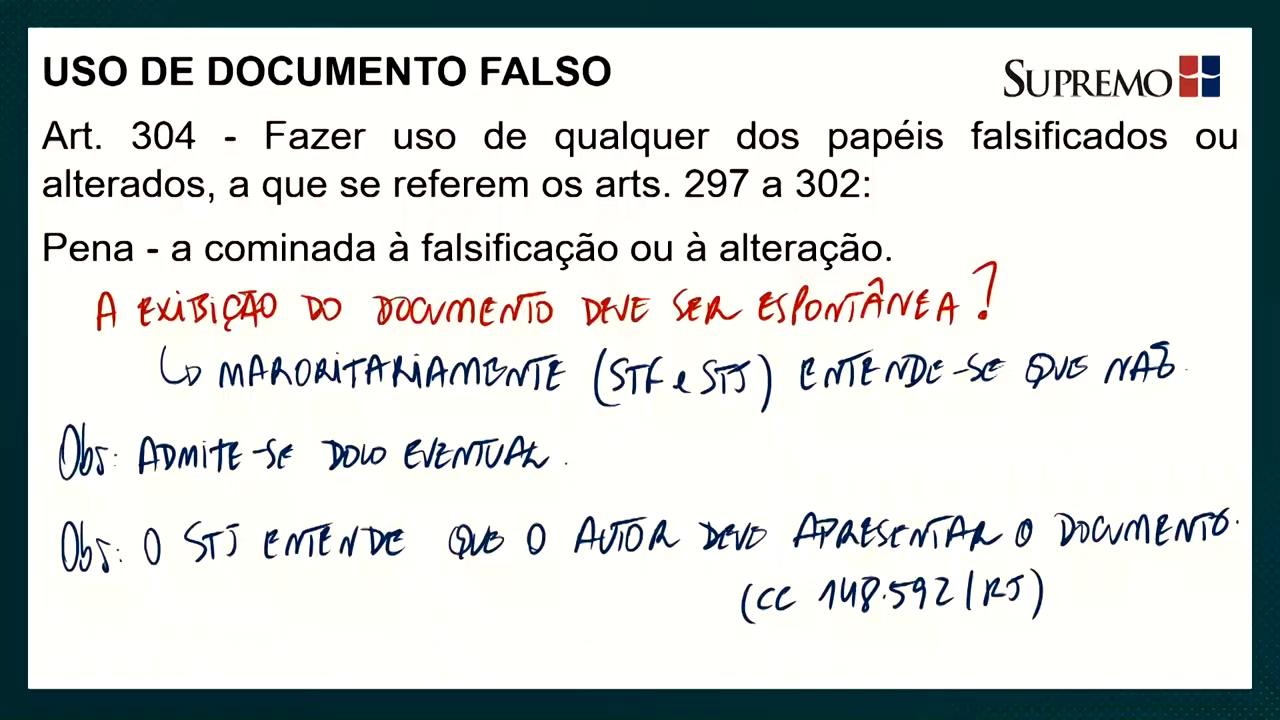 USO DE DOCUMENTO FALSO
SUPREMO
Art. 304 - Fazer uso de qualquer dos papéis falsificados ou
alterados, a que se referem os arts. 297 a 302:
Pena - a cominada à falsificação ou à alteração.
A EXIBIÇÃO DO DOCUMENTO DEVE SER ESPONTÂNEA?
↳ MARORITARIAMENTE (STF e STJ) ENTENDE-SE QUE NÃO.
Obs: ADMITE-SE DOLO EVENTUAL.
Obs: O STJ ENTENDE QUE O AUTOR DEVE APRESENTAR O DOCUMENTO.
(CC 148.592/RJ)